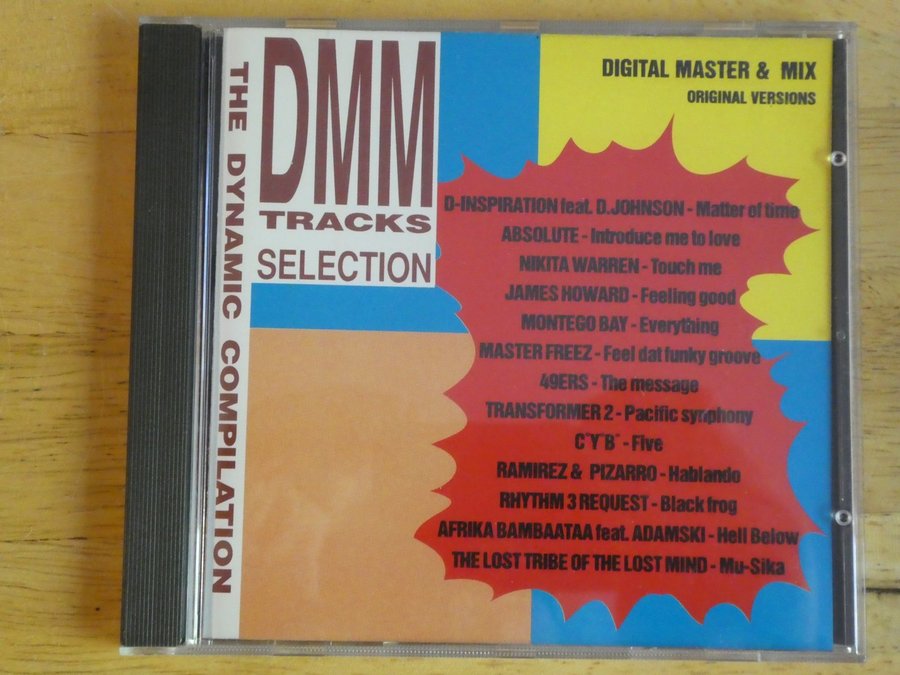 THE DYNAMIC COMPILATION
DMM
TRACKS
SELECTION
DIGITAL MASTER & MIX
ORIGINAL VERSIONS
D-INSPIRATION feat. D.JOHNSON - Matter of time
ABSOLUTE - Introduce me to love
NIKITA WARREN - Touch me
JAMES HOWARD - Feeling good
MONTEGO BAY - Everything
MASTER FREEZ - Feel dat funky groove
49ERS - The message
TRANSFORMER 2 - Pacific symphony
C"Y"B" - Five
RAMIREZ & PIZARRO - Hablando
RHYTHM 3 REQUEST - Black frog
AFRIKA BAMBAATAA feat. ADAMSKI - Hell Below
THE LOST TRIBE OF THE LOST MIND - Mu-Sika